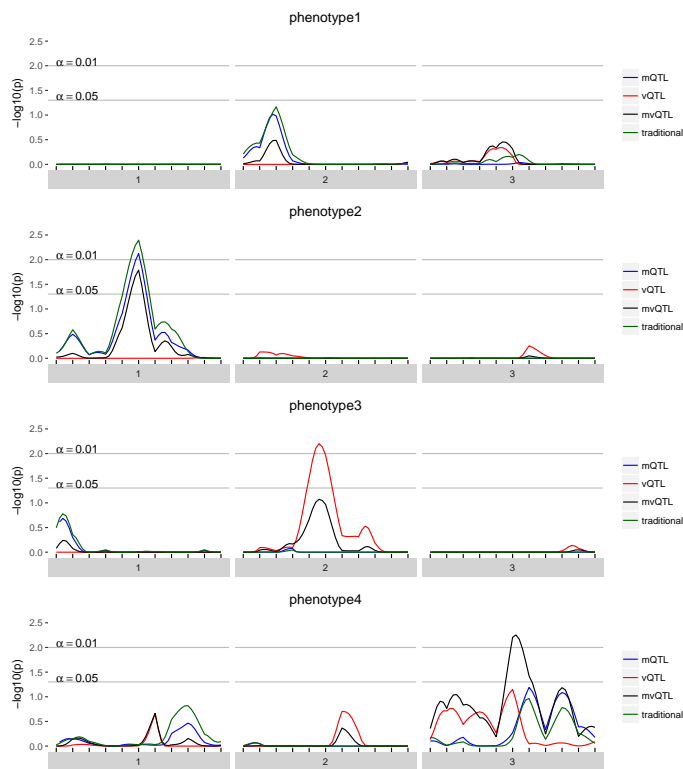 phenotype1
2.5
2.0
1.5
1.0
0.5
0.0
−log10(p)
α = 0.01
α = 0.05
1
2
3
mQTL
vQTL
mvQTL
traditional
phenotype2
2.5
2.0
1.5
1.0
0.5
0.0
−log10(p)
α = 0.01
α = 0.05
1
2
3
mQTL
vQTL
mvQTL
traditional
phenotype3
2.5
2.0
1.5
1.0
0.5
0.0
−log10(p)
α = 0.01
α = 0.05
1
2
3
mQTL
vQTL
mvQTL
traditional
phenotype4
2.5
2.0
1.5
1.0
0.5
0.0
−log10(p)
α = 0.01
α = 0.05
1
2
3
mQTL
vQTL
mvQTL
traditional